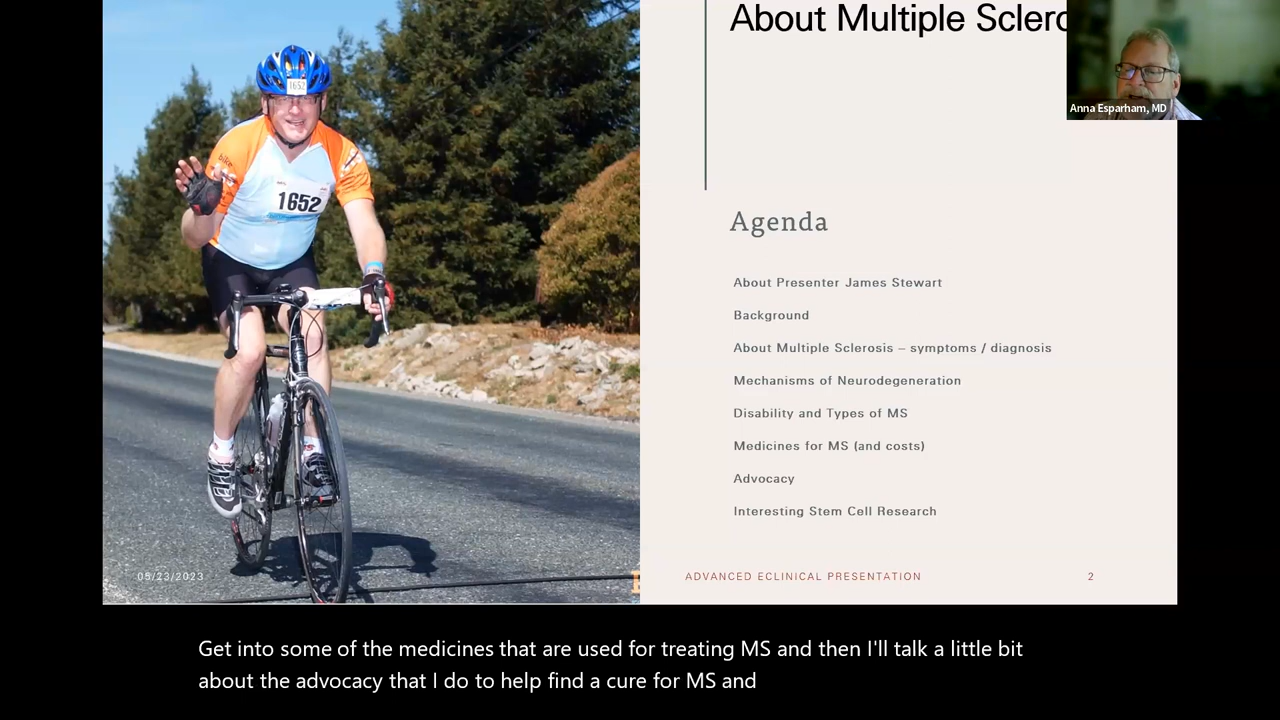 About Multiple
Anna Esparham, MD
1652
bike
1652
Agenda
About Presenter James Stewart
Background
About Multiple Sclerosis – symptoms / diagnosis
Mechanisms of Neurodegeneration
Disability and Types of MS
Medicines for MS (and costs)
Advocacy
Interesting Stem Cell Research
05/23/2023
ADVANCED ECLINICAL PRESENTATION
2
Get into some of the medicines that are used for treating MS and then I'll talk a little bit
about the advocacy that I do to help find a cure for MS and